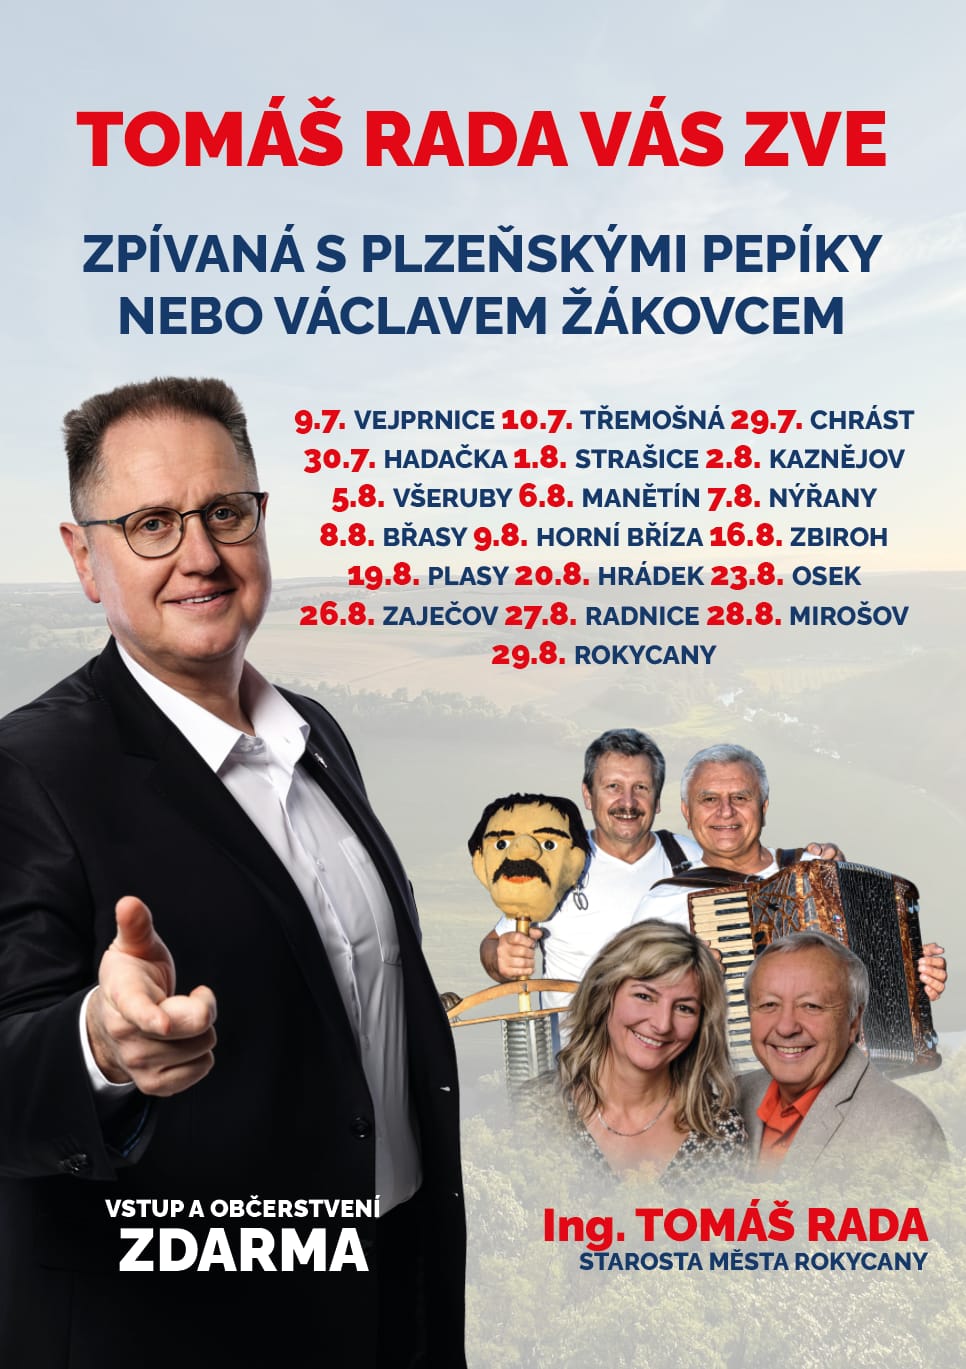 TOMÁŠ RADA VÁS ZVE
ZPÍVANÁ S PLZEŇSKÝMI PEPÍKY
NEBO VÁCLAVEM ŽÁKOVCEM
9.7. VEJPRNICE 10.7. TŘEMOŠNÁ 29.7. CHRÁST
30.7. HADAČKA 1.8. STRAŠICE 2.8. KAZNĚJOV
5.8. VŠERUBY 6.8. MANĚTÍN 7.8. NÝŘANY
8.8. BŘASY 9.8. HORNÍ BŘÍZA 16.8. ZBIROH
19.8. PLASY 20.8. HRÁDEK 23.8. OSEK
26.8. ZAJEČOV 27.8. RADNICE 28.8. MIROŠOV
29.8. ROKYCANY
VSTUP A OBČERSTVENÍ
ZDARMA
Ing. TOMÁŠ RADA
STAROSTA MĚSTA ROKYCANY